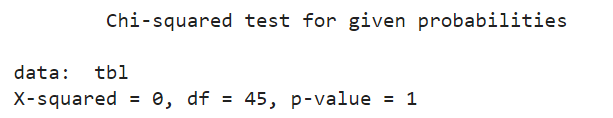 Chi-squared test for given probabilities
data:  tbl
X-squared = 0, df = 45, p-value = 1